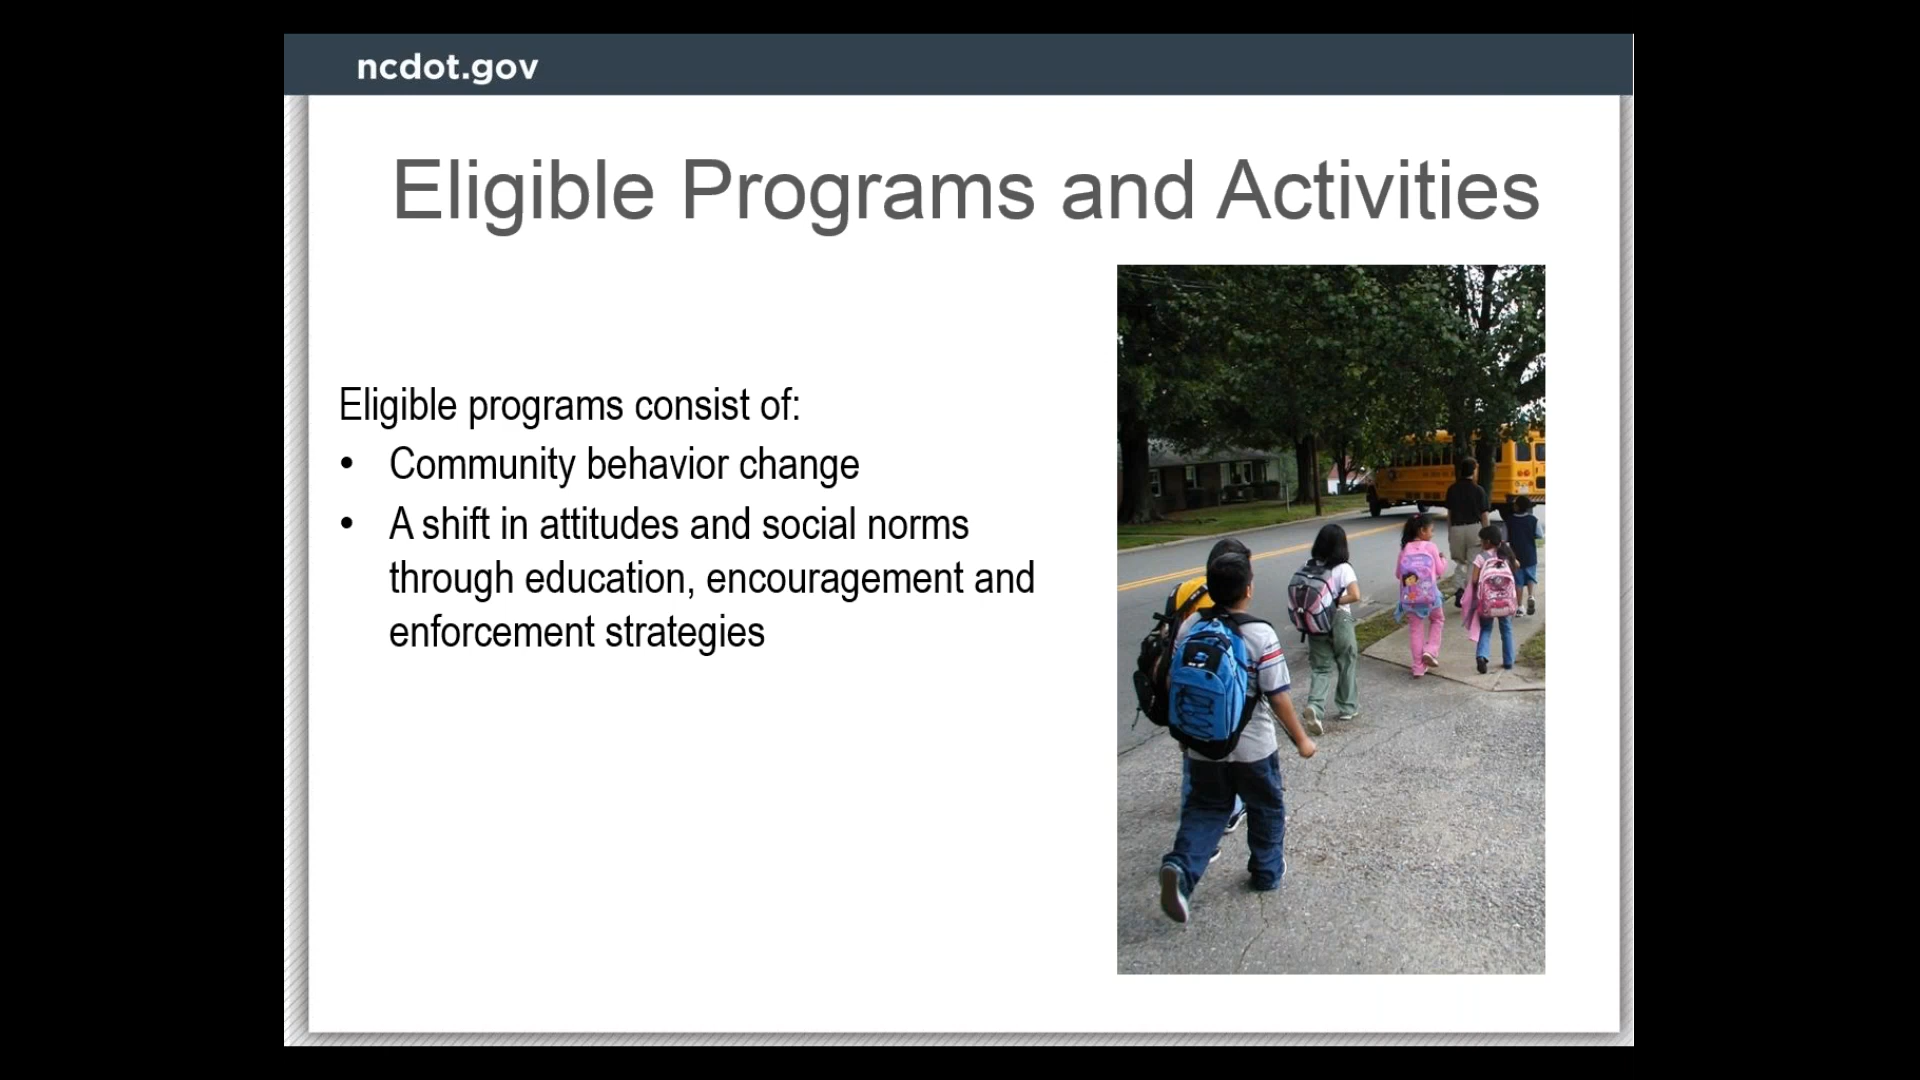 ncdot.gov
Eligible Programs and Activities
Eligible programs consist of:
• Community behavior change
• A shift in attitudes and social norms
through education, encouragement and
enforcement strategies